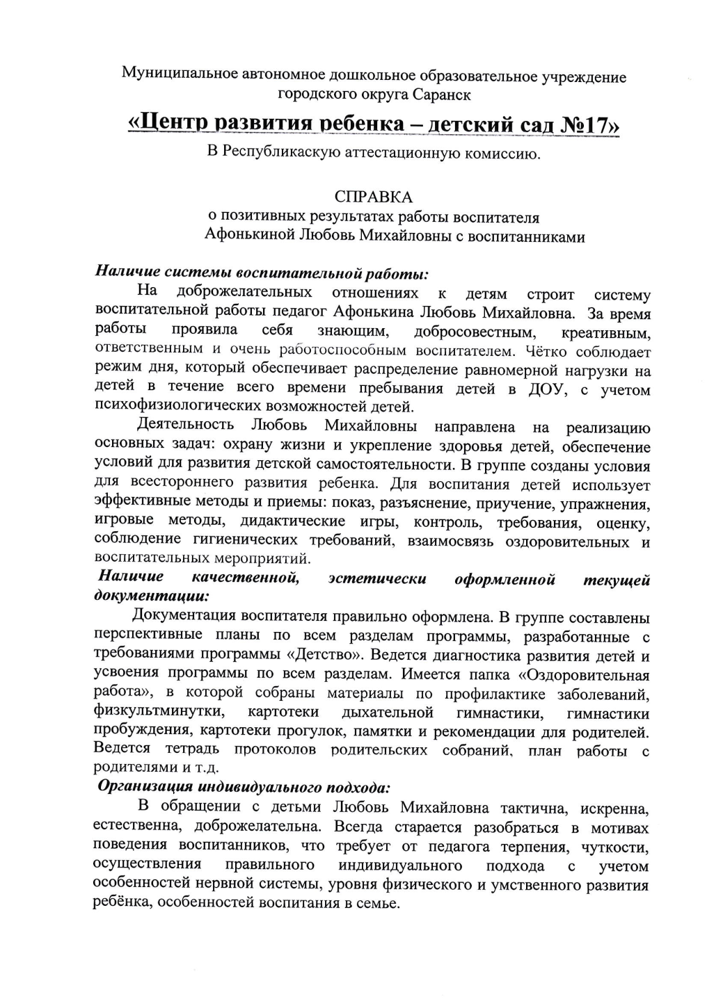 Муниципальное автономное дошкольное образовательное учреждение
городского округа Саранск
«Центр развития ребенка – детский сад №17»
В Республикаскую аттестационную комиссию.
СПРАВКА
о позитивных результатах работы воспитателя
Афонькиной Любовь Михайловны с воспитанниками
Наличие системы воспитательной работы:
На доброжелательных отношениях к детям строит систему
воспитательной работы педагог Афонькина Любовь Михайловна. За время
работы проявила себя знающим, добросовестным, креативным,
ответственным и очень работоспособным воспитателем. Чётко соблюдает
режим дня, который обеспечивает распределение равномерной нагрузки на
детей в течение всего времени пребывания детей в ДОУ, с учетом
психофизиологических возможностей детей.
Деятельность Любовь Михайловны направлена на реализацию
основных задач: охрану жизни и укрепление здоровья детей, обеспечение
условий для развития детской самостоятельности. В группе созданы условия
для всестороннего развития ребенка. Для воспитания детей использует
эффективные методы и приемы: показ, разъяснение, приучение, упражнения,
игровые методы, дидактические игры, контроль, требования, оценку,
соблюдение гигиенических требований, взаимосвязь оздоровительных и
воспитательных мероприятий.
Наличие качественной, эстетически оформленной текущей
документации:
Документация воспитателя правильно оформлена. В группе составлены
перспективные планы по всем разделам программы, разработанные с
требованиями программы «Детство». Ведется диагностика развития детей и
усвоения программы по всем разделам. Имеется папка «Оздоровительная
работа», в которой собраны материалы по профилактике заболеваний,
физкультминутки, картотеки дыхательной гимнастики, гимнастики
пробуждения, картотеки прогулок, памятки и рекомендации для родителей.
Ведется тетрадь протоколов родительских собраний, план работы с
родителями и т.д.
Организация индивидуального подхода:
В обращении с детьми Любовь Михайловна тактична, искренна,
естественна, доброжелательна. Всегда старается разобраться в мотивах
поведения воспитанников, что требует от педагога терпения, чуткости,
осуществления правильного индивидуального подхода с учетом
особенностей нервной системы, уровня физического и умственного развития
ребёнка, особенностей воспитания в семье.